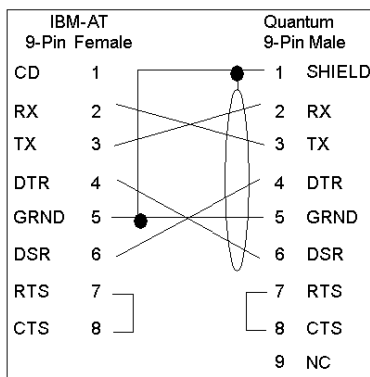 IBM-AT Quantum
9-Pin Female 9-Pin Male
CD 1 1 SHIELD
RX 2 2 RX
TX 3 3 TX
DTR 4 4 DTR
GRND 5 5 GRND
DSR 6 6 DSR
RTS 7 7 RTS
CTS 8 8 CTS
9 NC